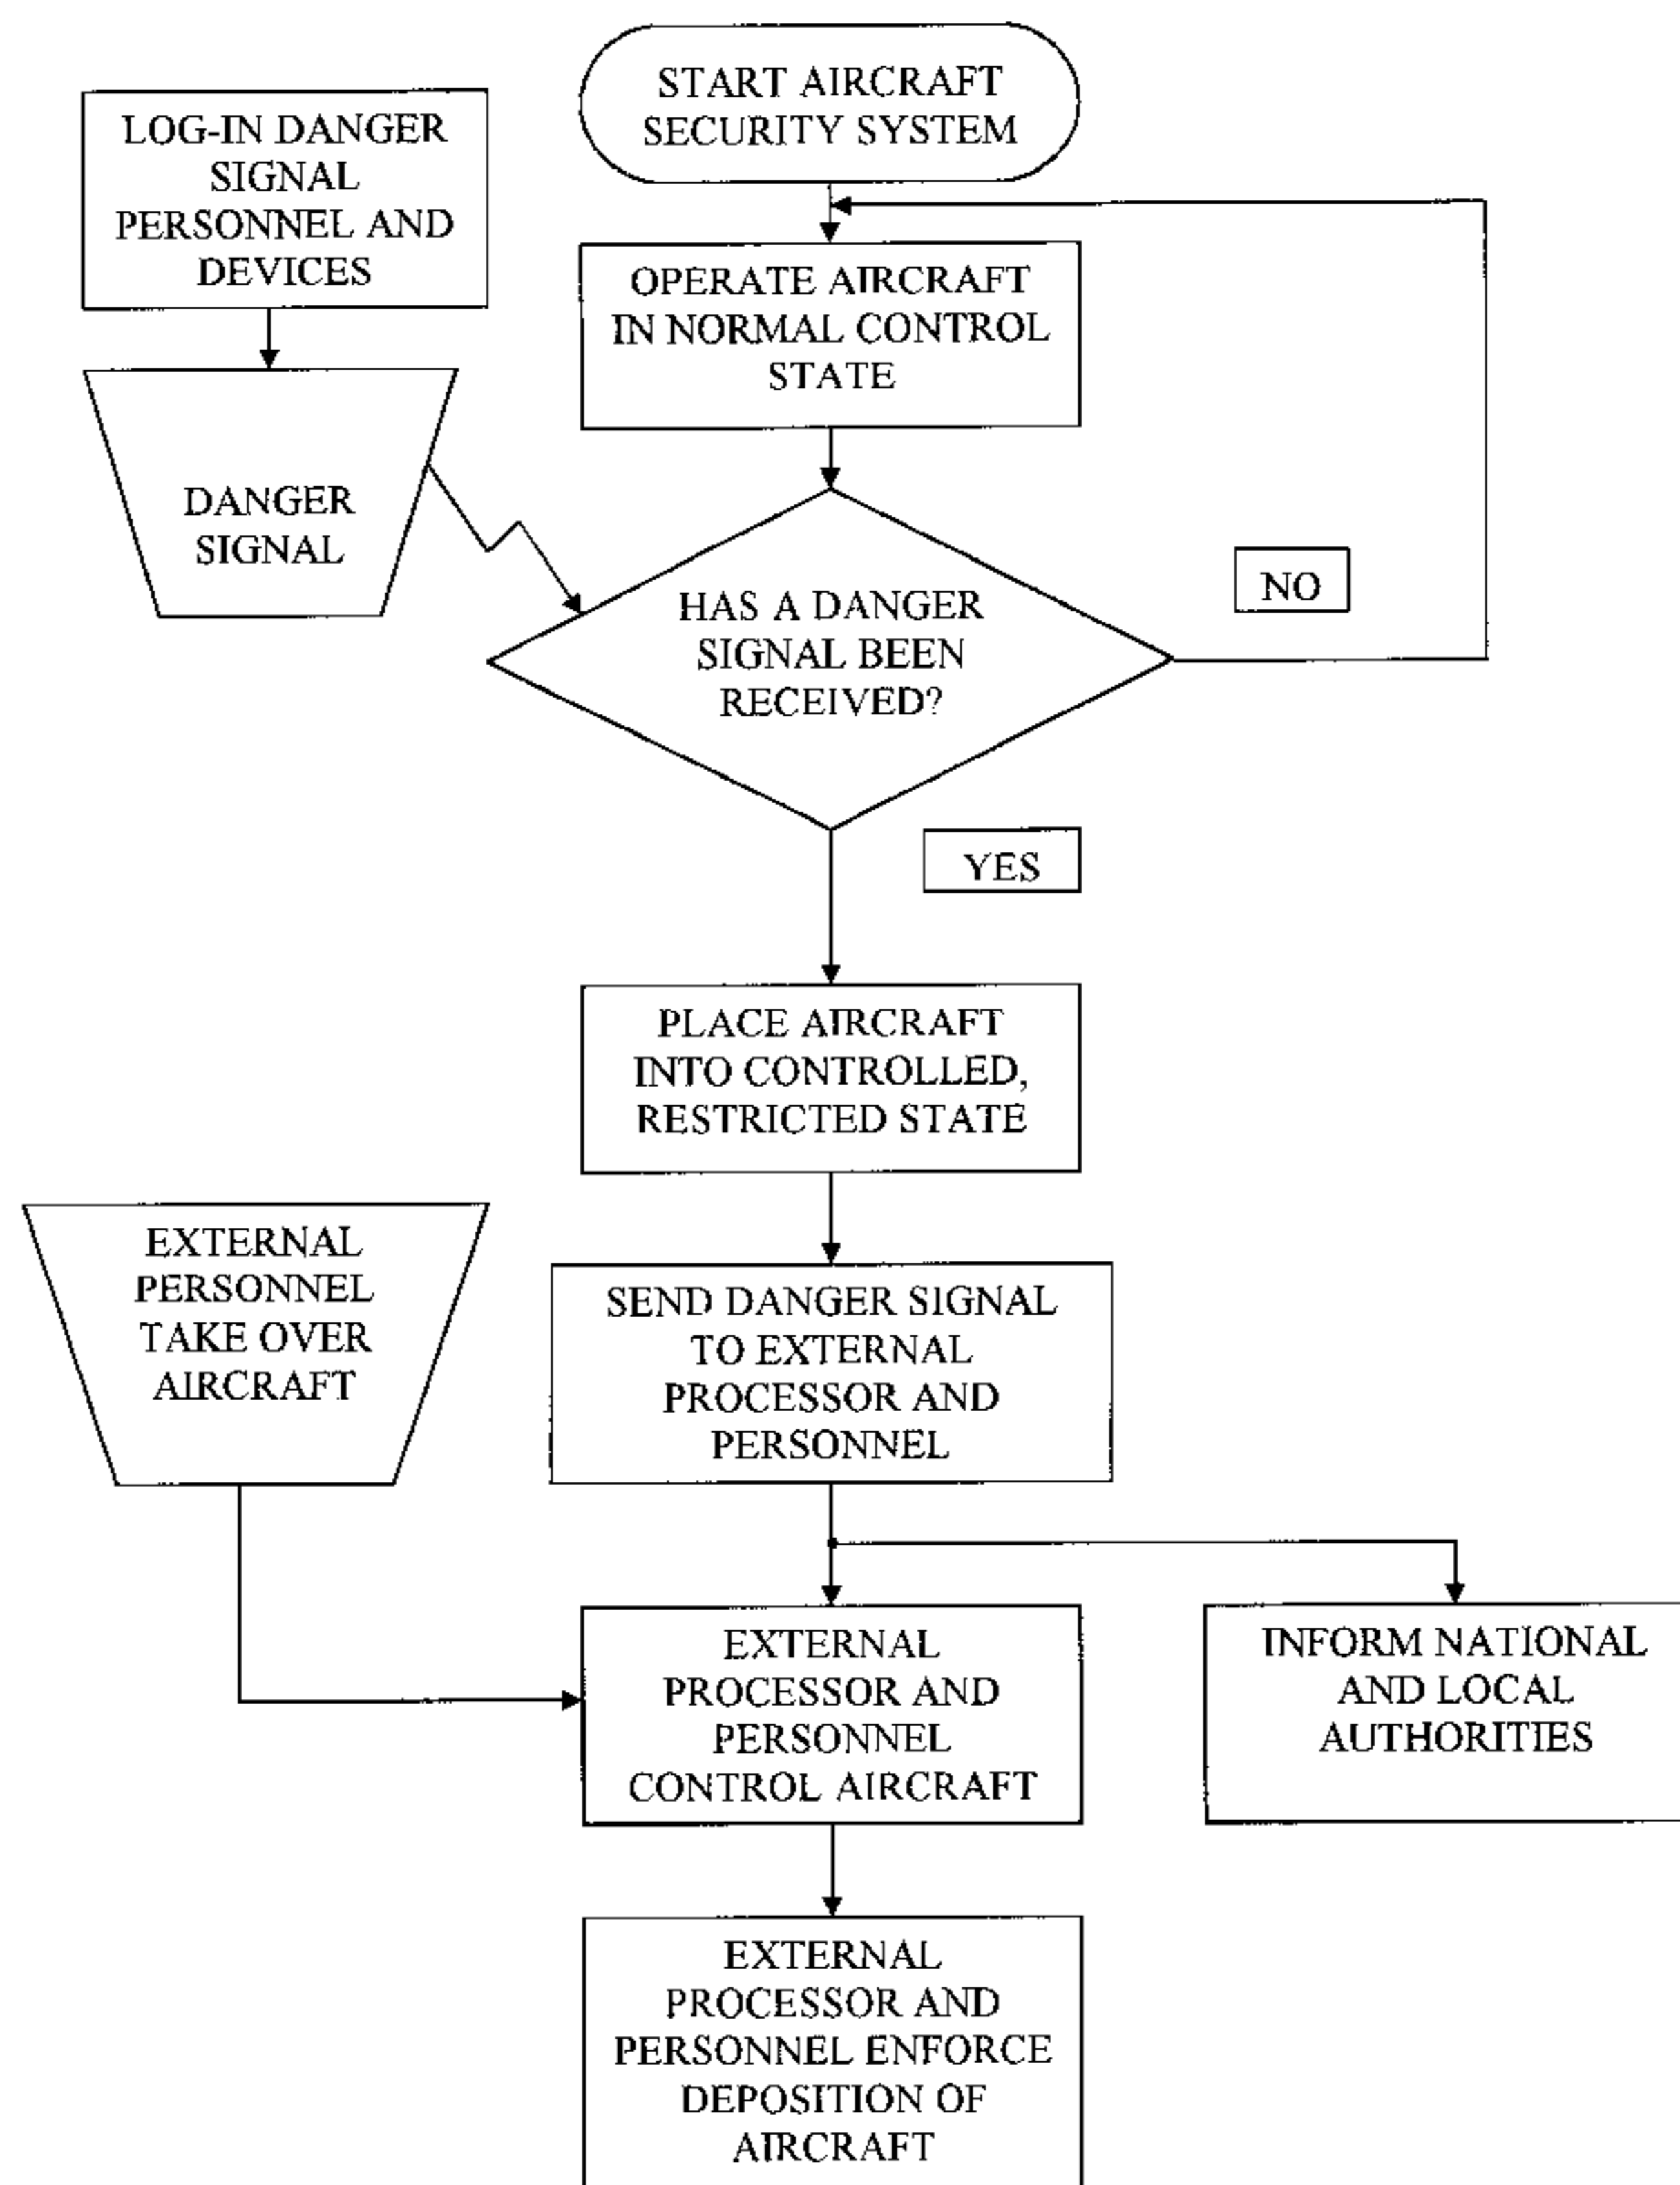 START AIRCRAFT
SECURITY SYSTEM
LOG-IN DANGER
SIGNAL
PERSONNEL AND
DEVICES
OPERATE AIRCRAFT
IN NORMAL CONTROL
STATE
DANGER
SIGNAL
HAS A DANGER
SIGNAL BEEN
RECEIVED?
NO
YES
PLACE AIRCRAFT
INTO CONTROLLED,
RESTRICTED STATE
EXTERNAL
PERSONNEL
TAKE OVER
AIRCRAFT
SEND DANGER SIGNAL
TO EXTERNAL
PROCESSOR AND
PERSONNEL
EXTERNAL
PROCESSOR AND
PERSONNEL
CONTROL AIRCRAFT
INFORM NATIONAL
AND LOCAL
AUTHORITIES
EXTERNAL
PROCESSOR AND
PERSONNEL ENFORCE
DEPOSITION OF
AIRCRAFT